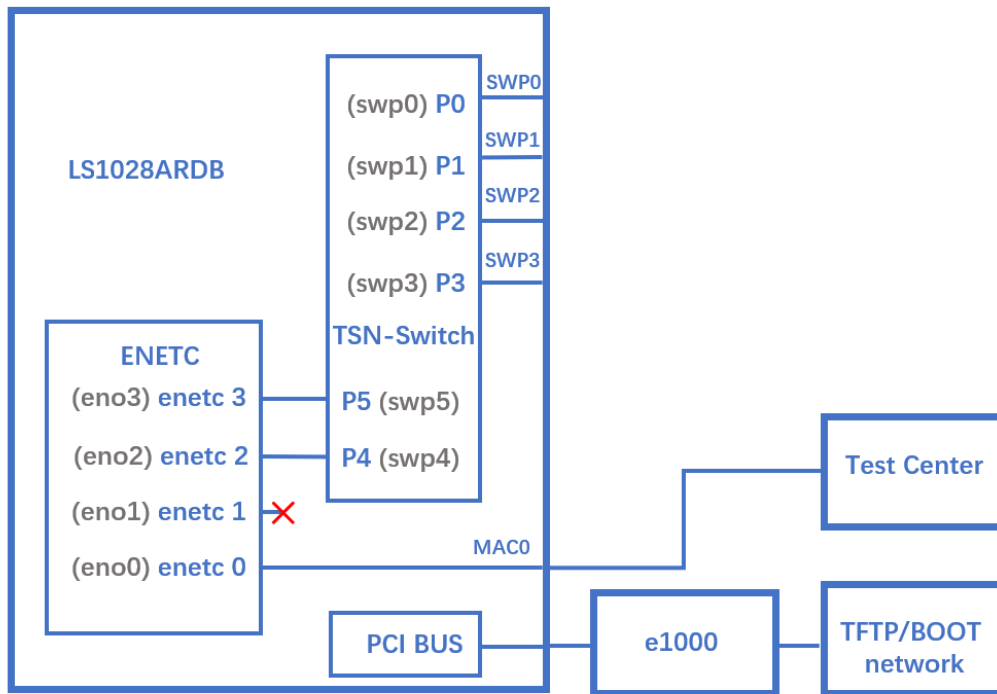 SWP0
(swp0) P0
SWP1
LS1028ARDB
(swp1) P1
SWP2
(swp2) P2
SWP3
(swp3) P3
TSN-Switch
ENETC
(eno3) enetc 3
P5 (swp5)
(eno2) enetc 2
P4 (swp4)
Test Center
(eno1) enetc 1
MAC0
(eno0) enetc 0
PCI BUS
e1000
TFTP/BOOT
network